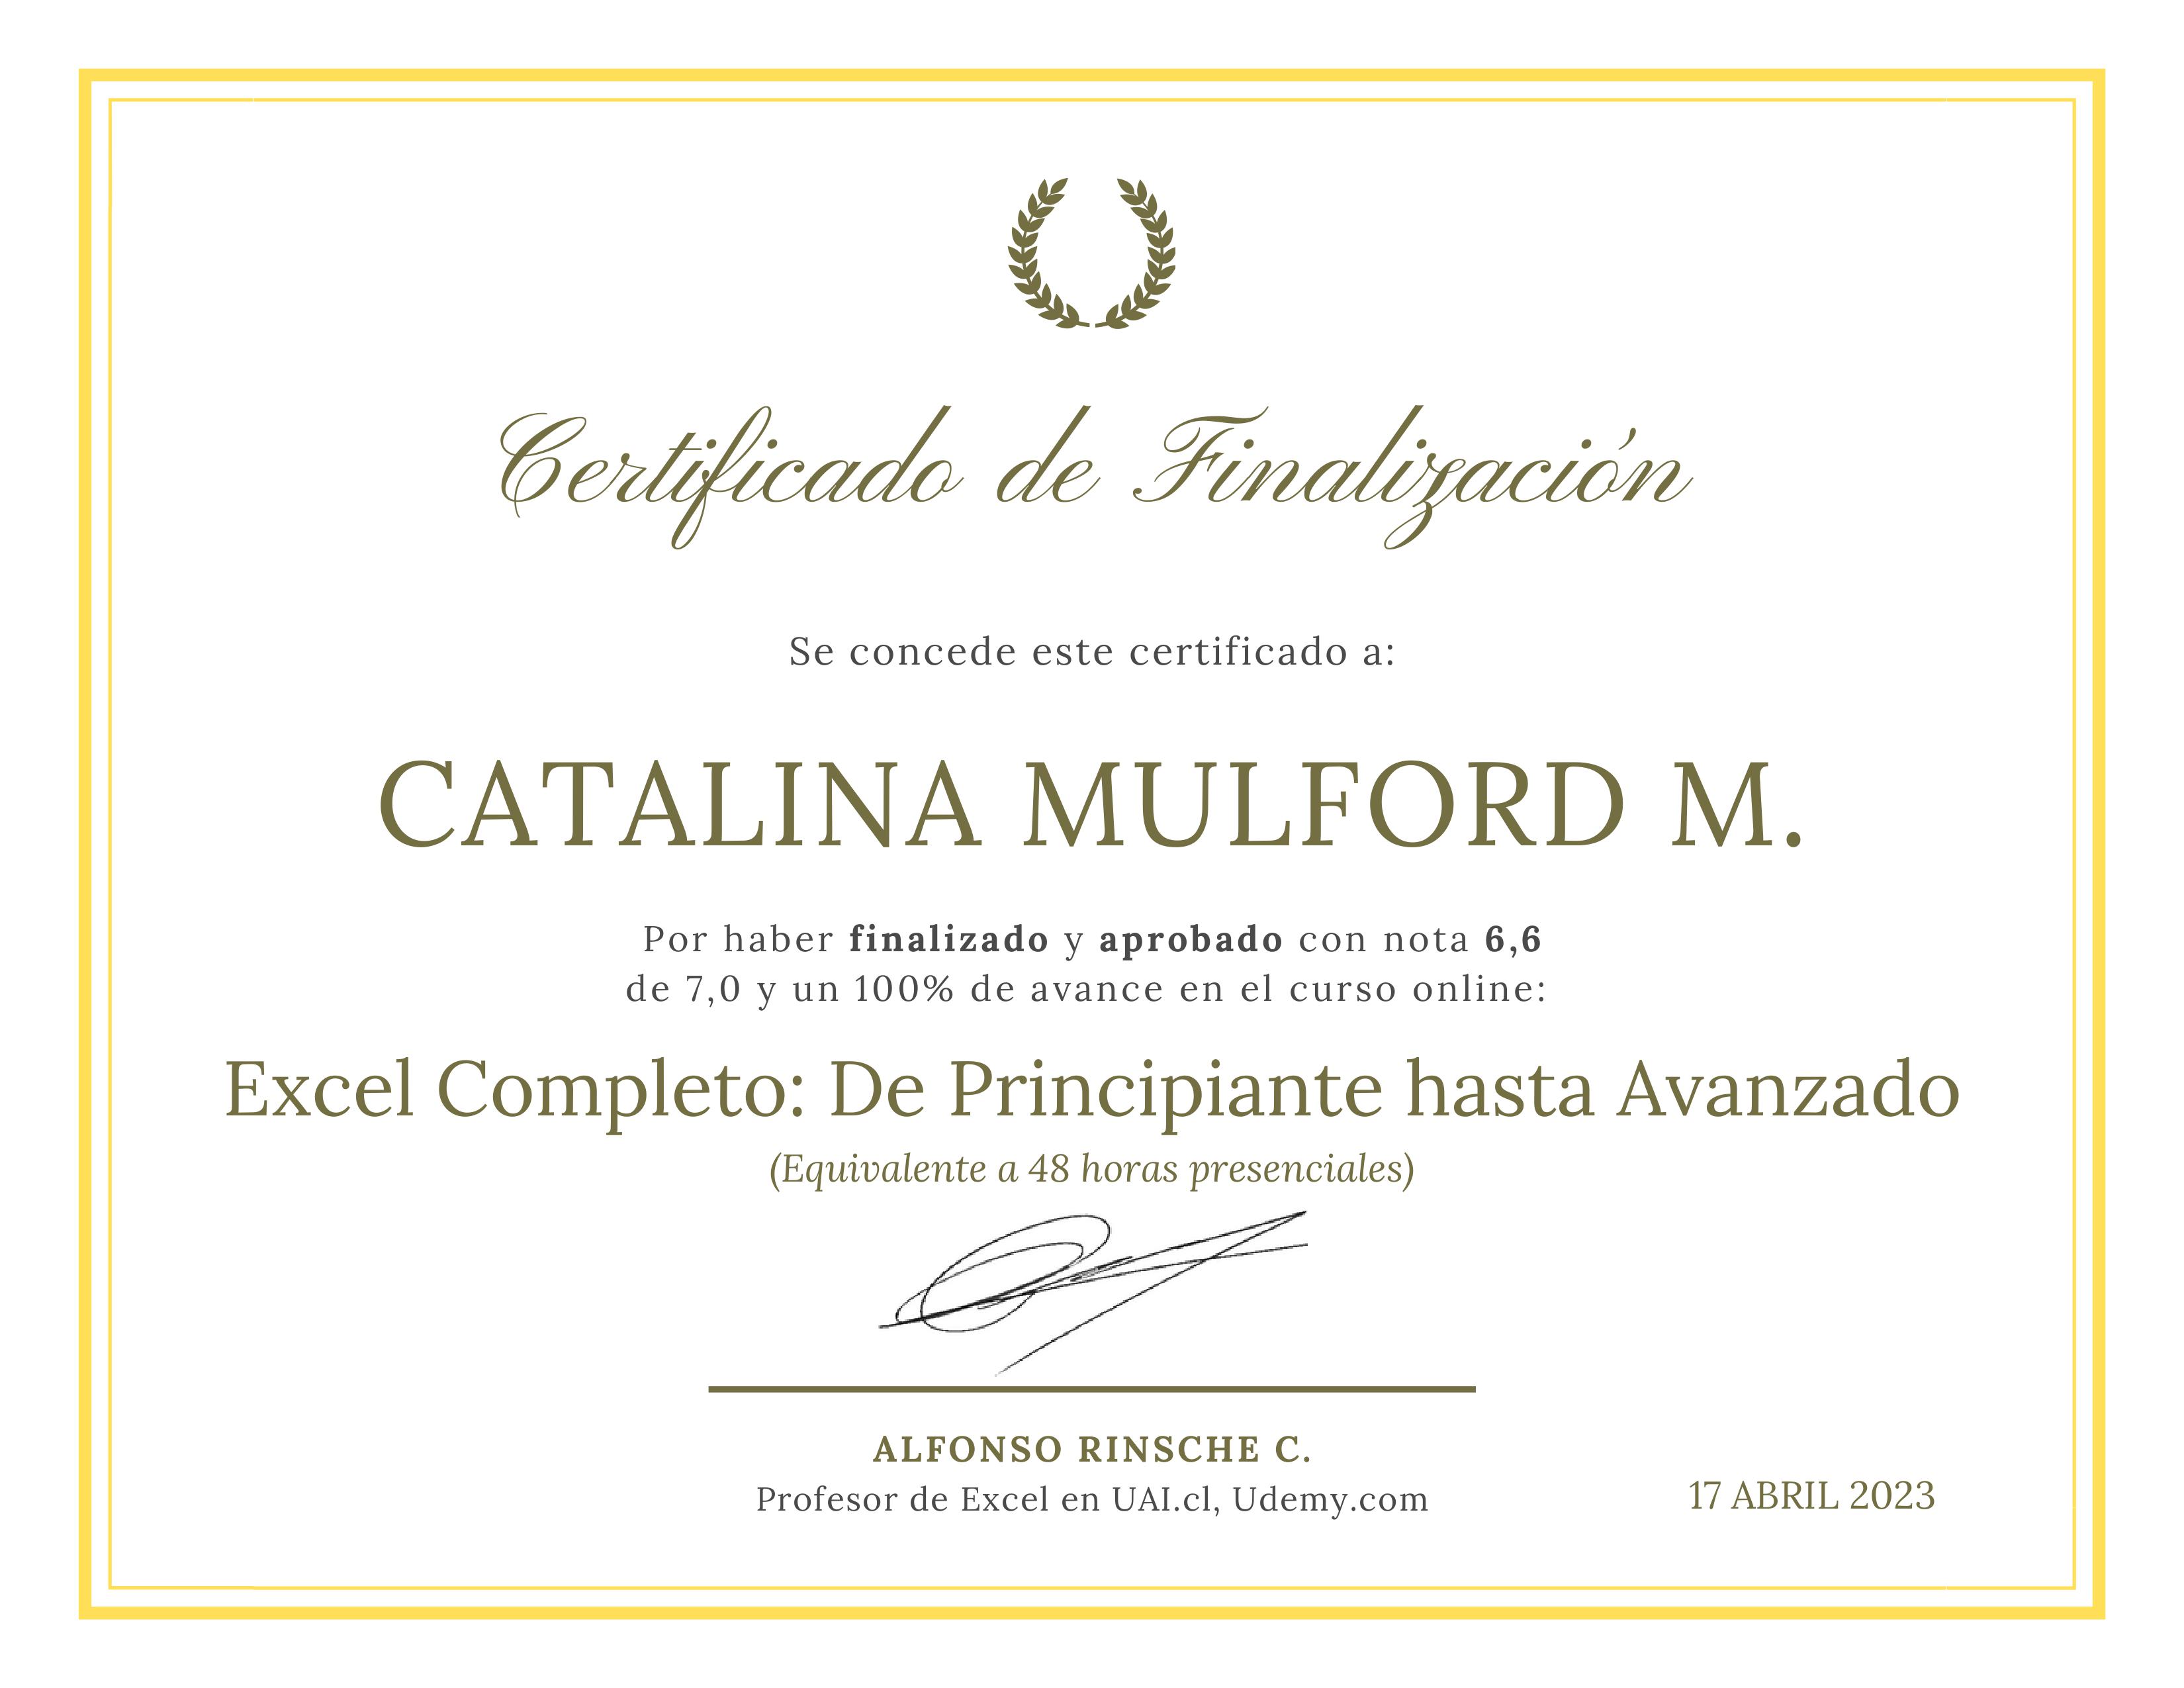 Certificado de Finalización
Se concede este certificado a:
CATALINA MULFORD M.
Por haber finalizado y aprobado con nota 6,6
de 7,0 y un 100% de avance en el curso online:
Excel Completo: De Principiante hasta Avanzado
(Equivalente a 48 horas presenciales)
ALFONSO RINSCHE C.
Profesor de Excel en UAI.cl, Udemy.com
17 ABRIL 2023